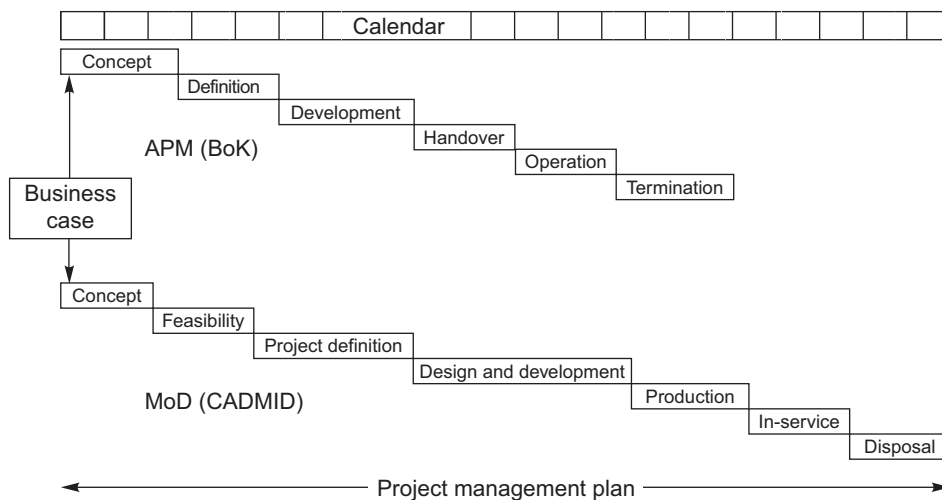 Calendar
Concept
Definition
Development
Handover
APM (BoK)
Operation
Termination
Business
case
Concept
Feasibility
Project definition
Design and development
MoD (CADMID)
Production
In-service
Disposal
Project management plan